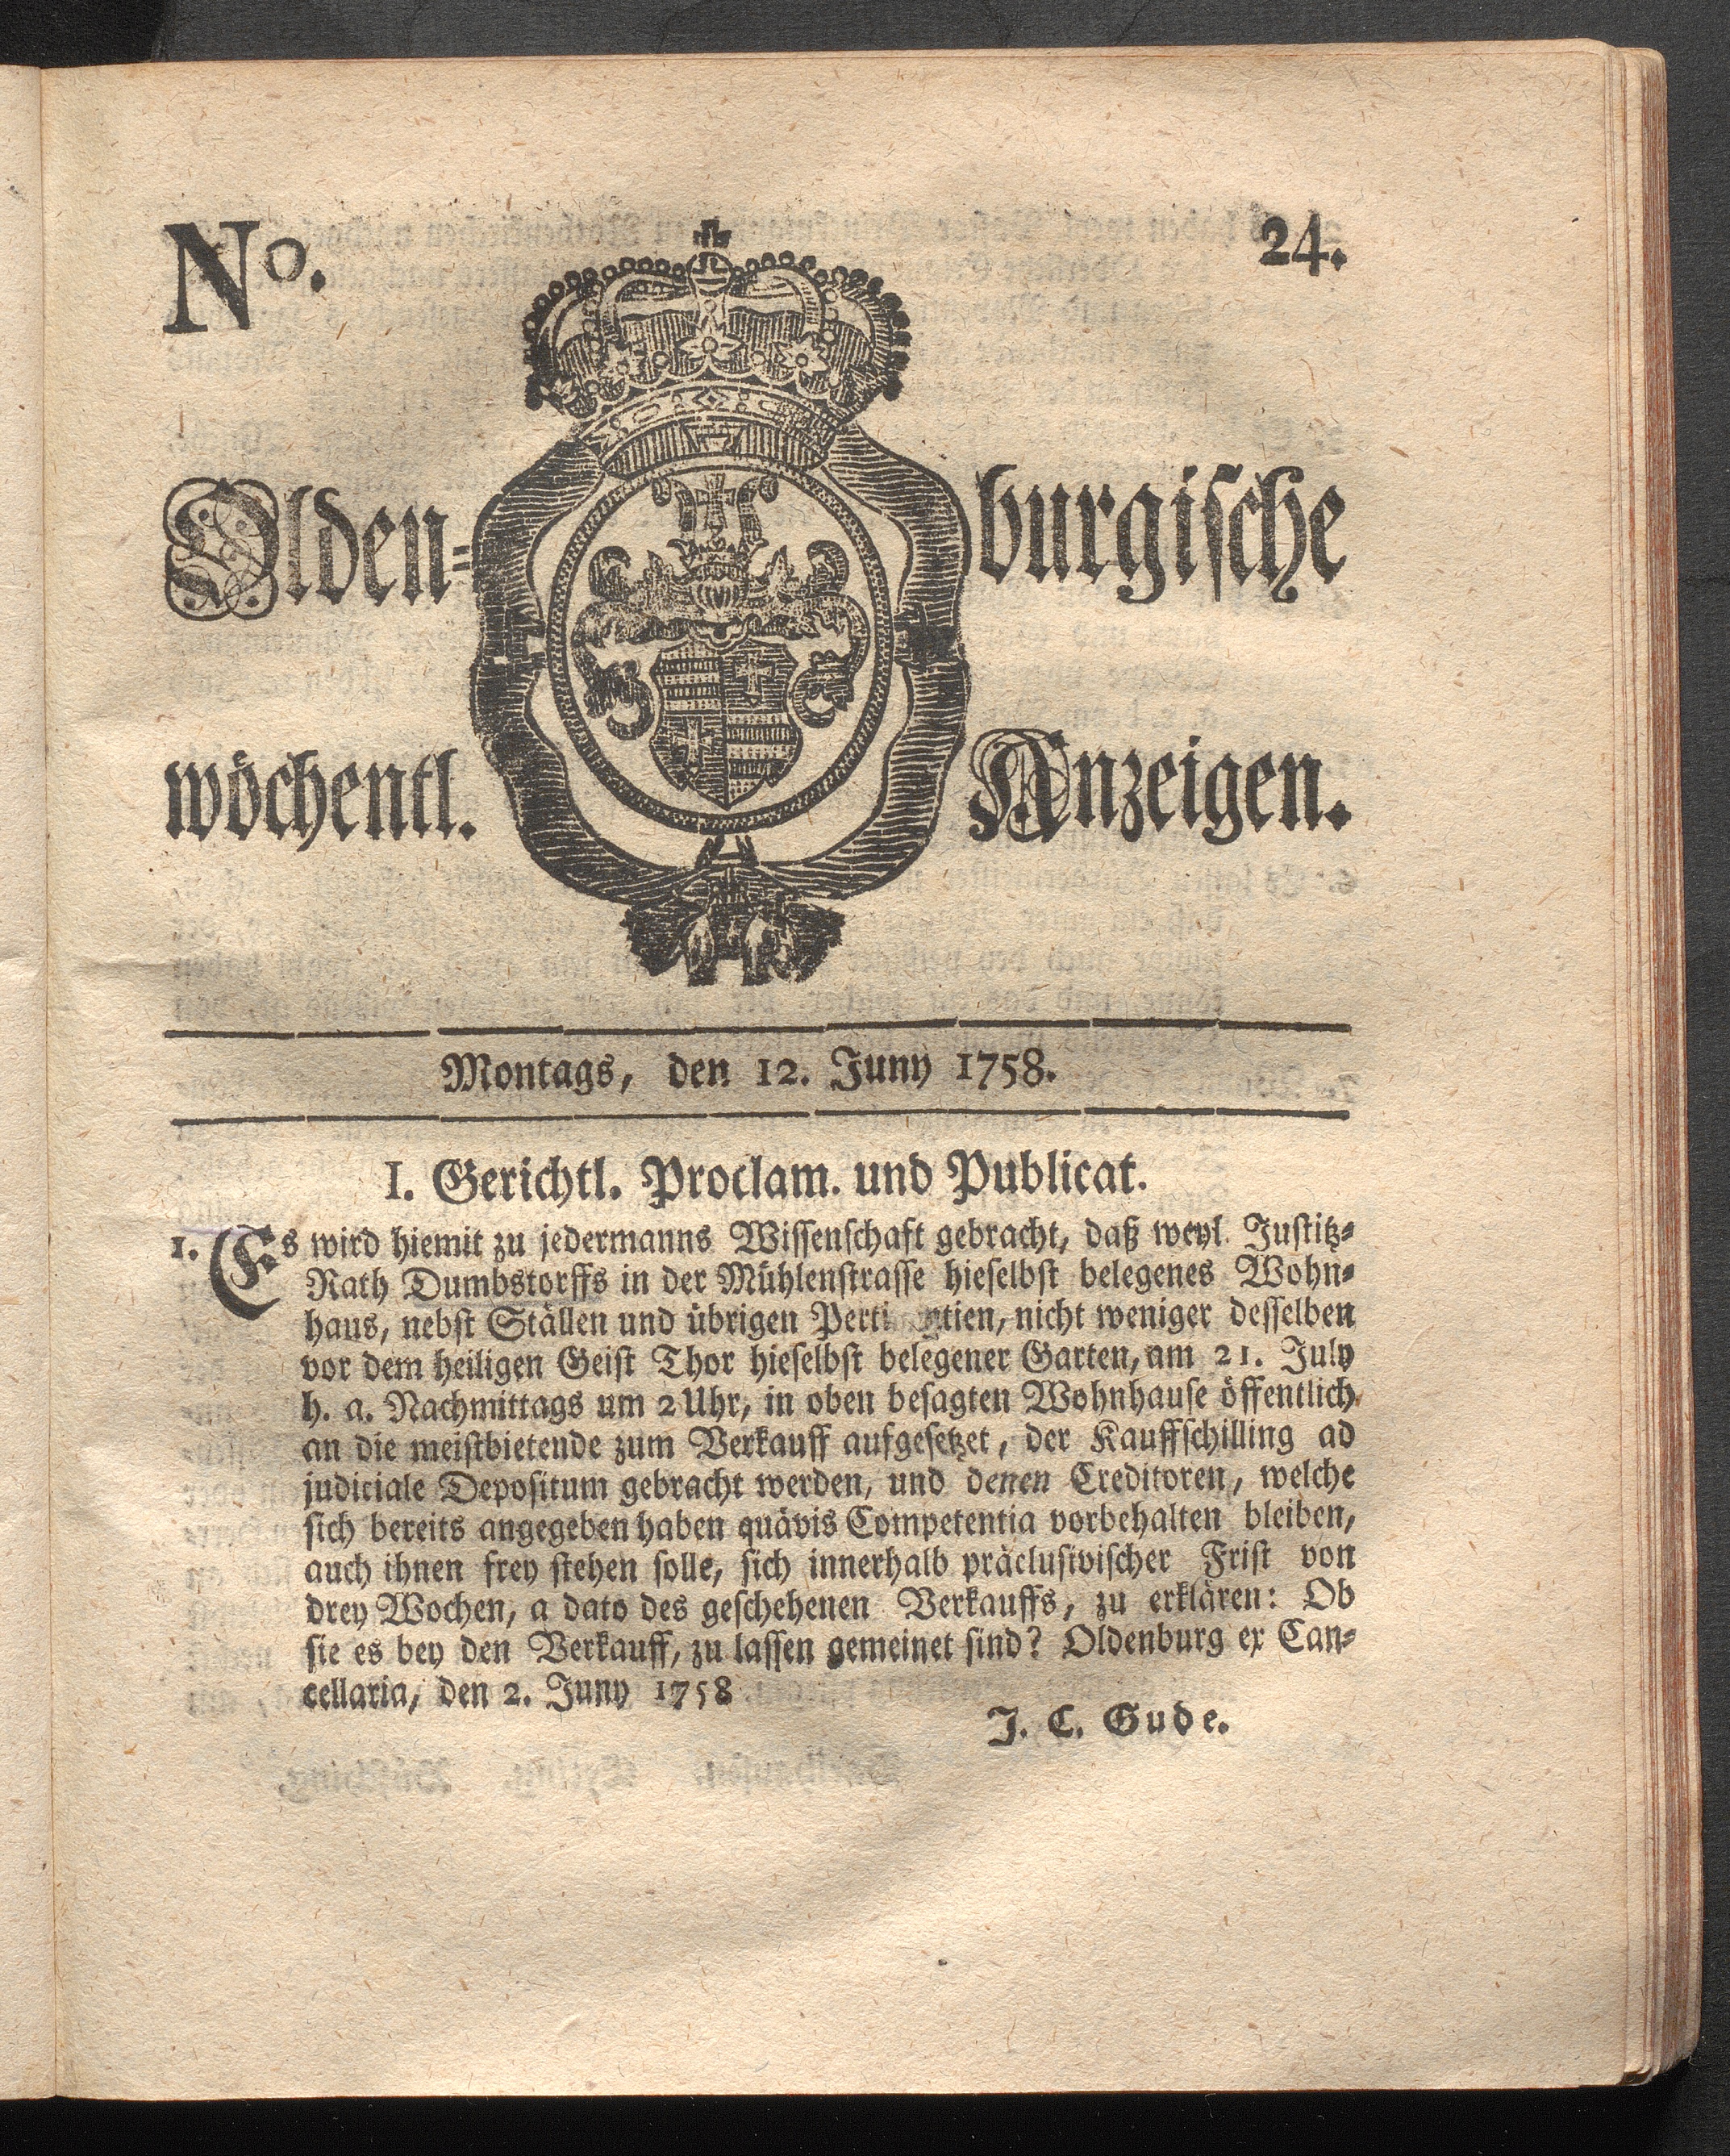 No. 24.
Olden=burgische
wöchentl. Anzeigen.
Montags, den 12. Juny 1758.
I. Gerichtl. Proclam. und Publicat.
1. Es wird hiemit zu jedermanns Wissenschaft gebracht, daß weyl. Justitz=
Rath Dumbstorffs in der Mühlenstrasse hieselbst belegenes Wohn=
haus, nebst Ställen und übrigen nicht weniger desselben
vor dem heiligen Geist Thor hieselbst belegener Garten, am 21. July
h. a. Nachmittags um 2 Uhr, in oben besagten Wohnhause öffentlich
an die meistbietende zum Verkauff aufgesetzet, der Kauffschilling ad
judiciale Depositum gebracht werden, und denen Creditoren, welche
sich bereits angegeben haben quävis Competentia vorbehalten bleiben,
auch ihnen frey stehen solle, sich innerhalb präclusivischer Frist von
drey Wochen, a dato des geschehenen Verkauffs, zu erklären: Ob
sie es bey den Verkauff, zu lassen gemeinet sind? Oldenburg ex Can=
cellaria, den 2. Juny 1758
J. C. Gude.